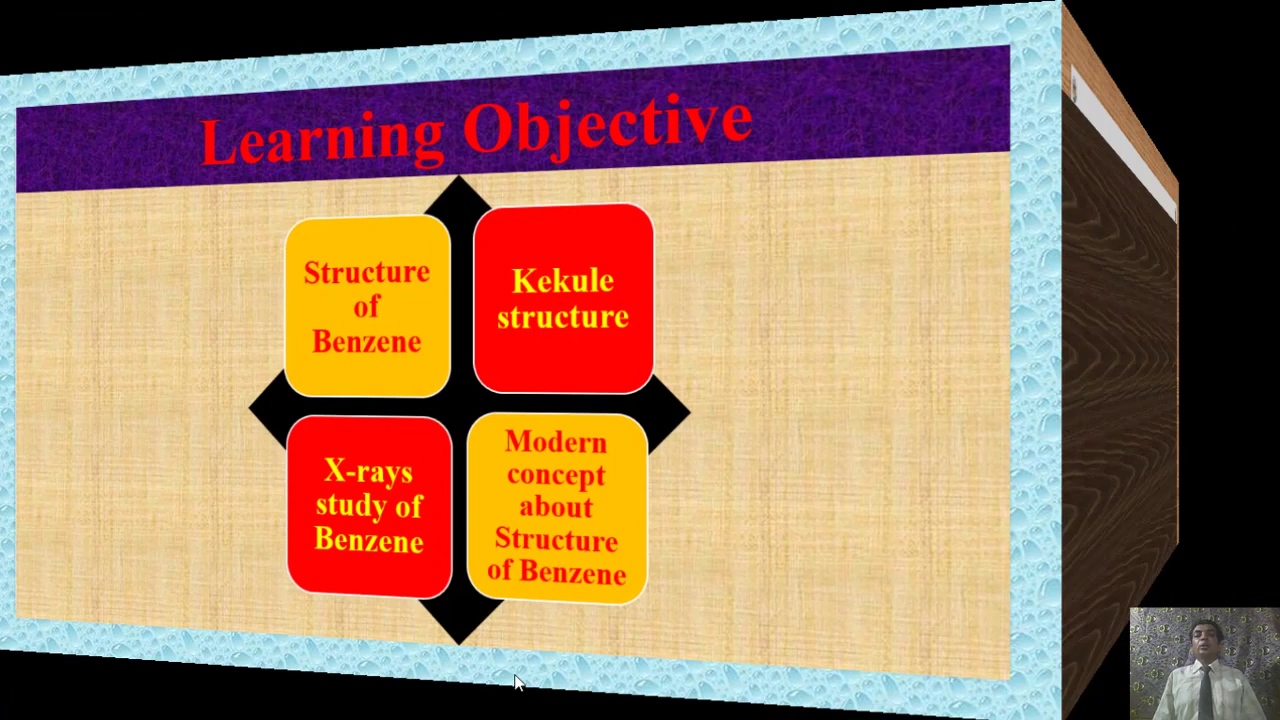 Learning Objective
Structure
of
Benzene
Kekule
structure
X-rays
study of
Benzene
Modern
concept
about
Structure
of Benzene